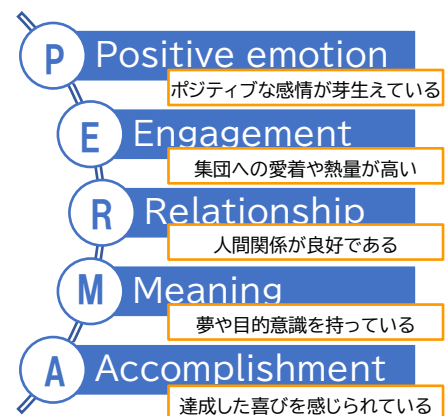 P Positive emotion
ポジティブな感情が芽生えている
E Engagement
集団への愛着や熱量が高い
R Relationship
人間関係が良好である
M Meaning
夢や目的意識を持っている
A Accomplishment
達成した喜びを感じられている